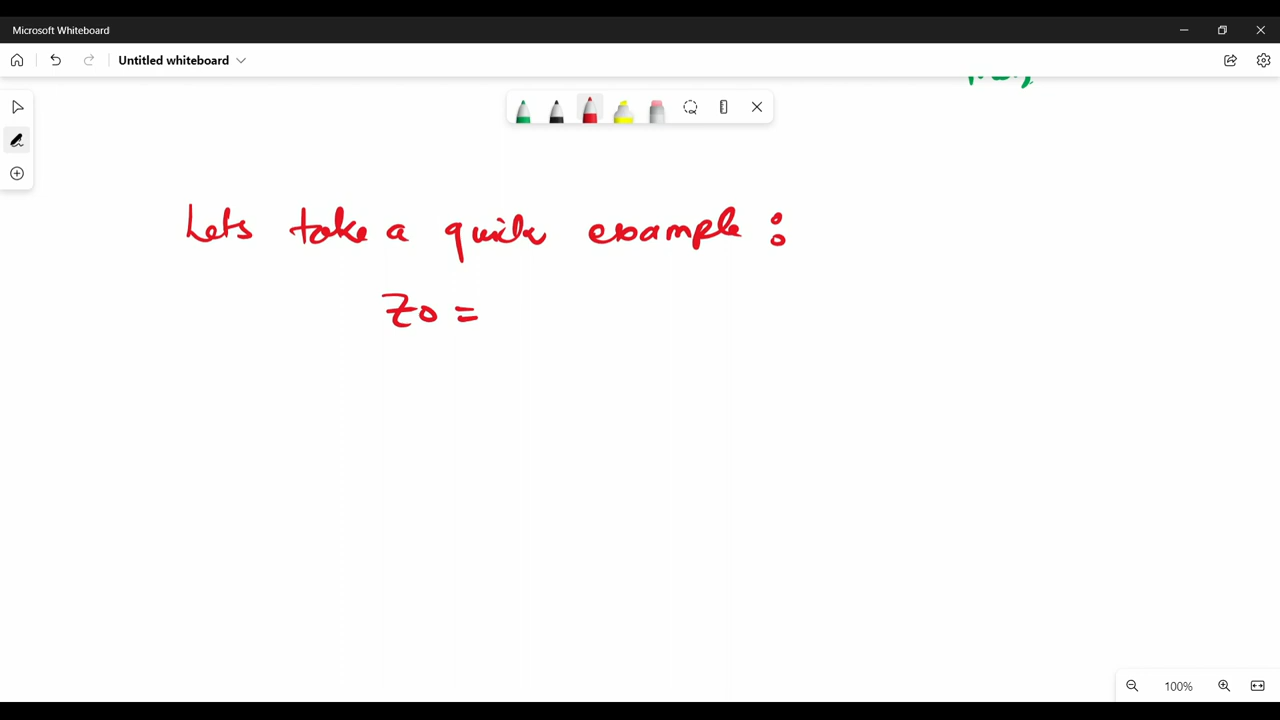 Microsoft Whiteboard
Untitled whiteboard
Lets take a quick example :
Zo =
100%